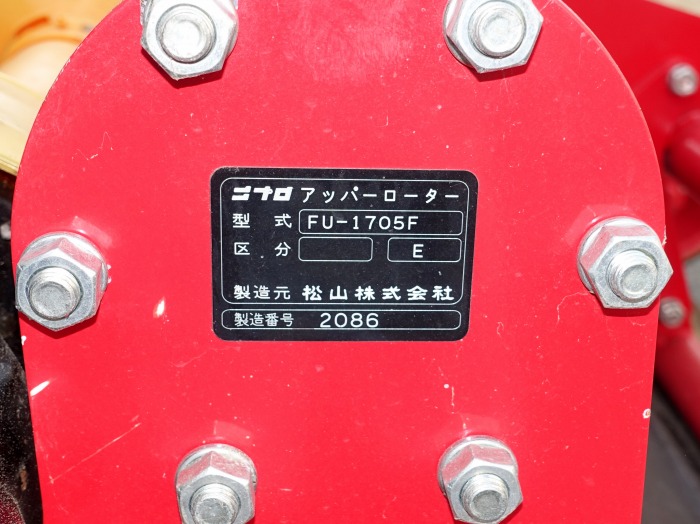 ニプロ アッパーローター
型式 FU-1705F
区分 E
製造元 松山株式会社
製造番号 2086